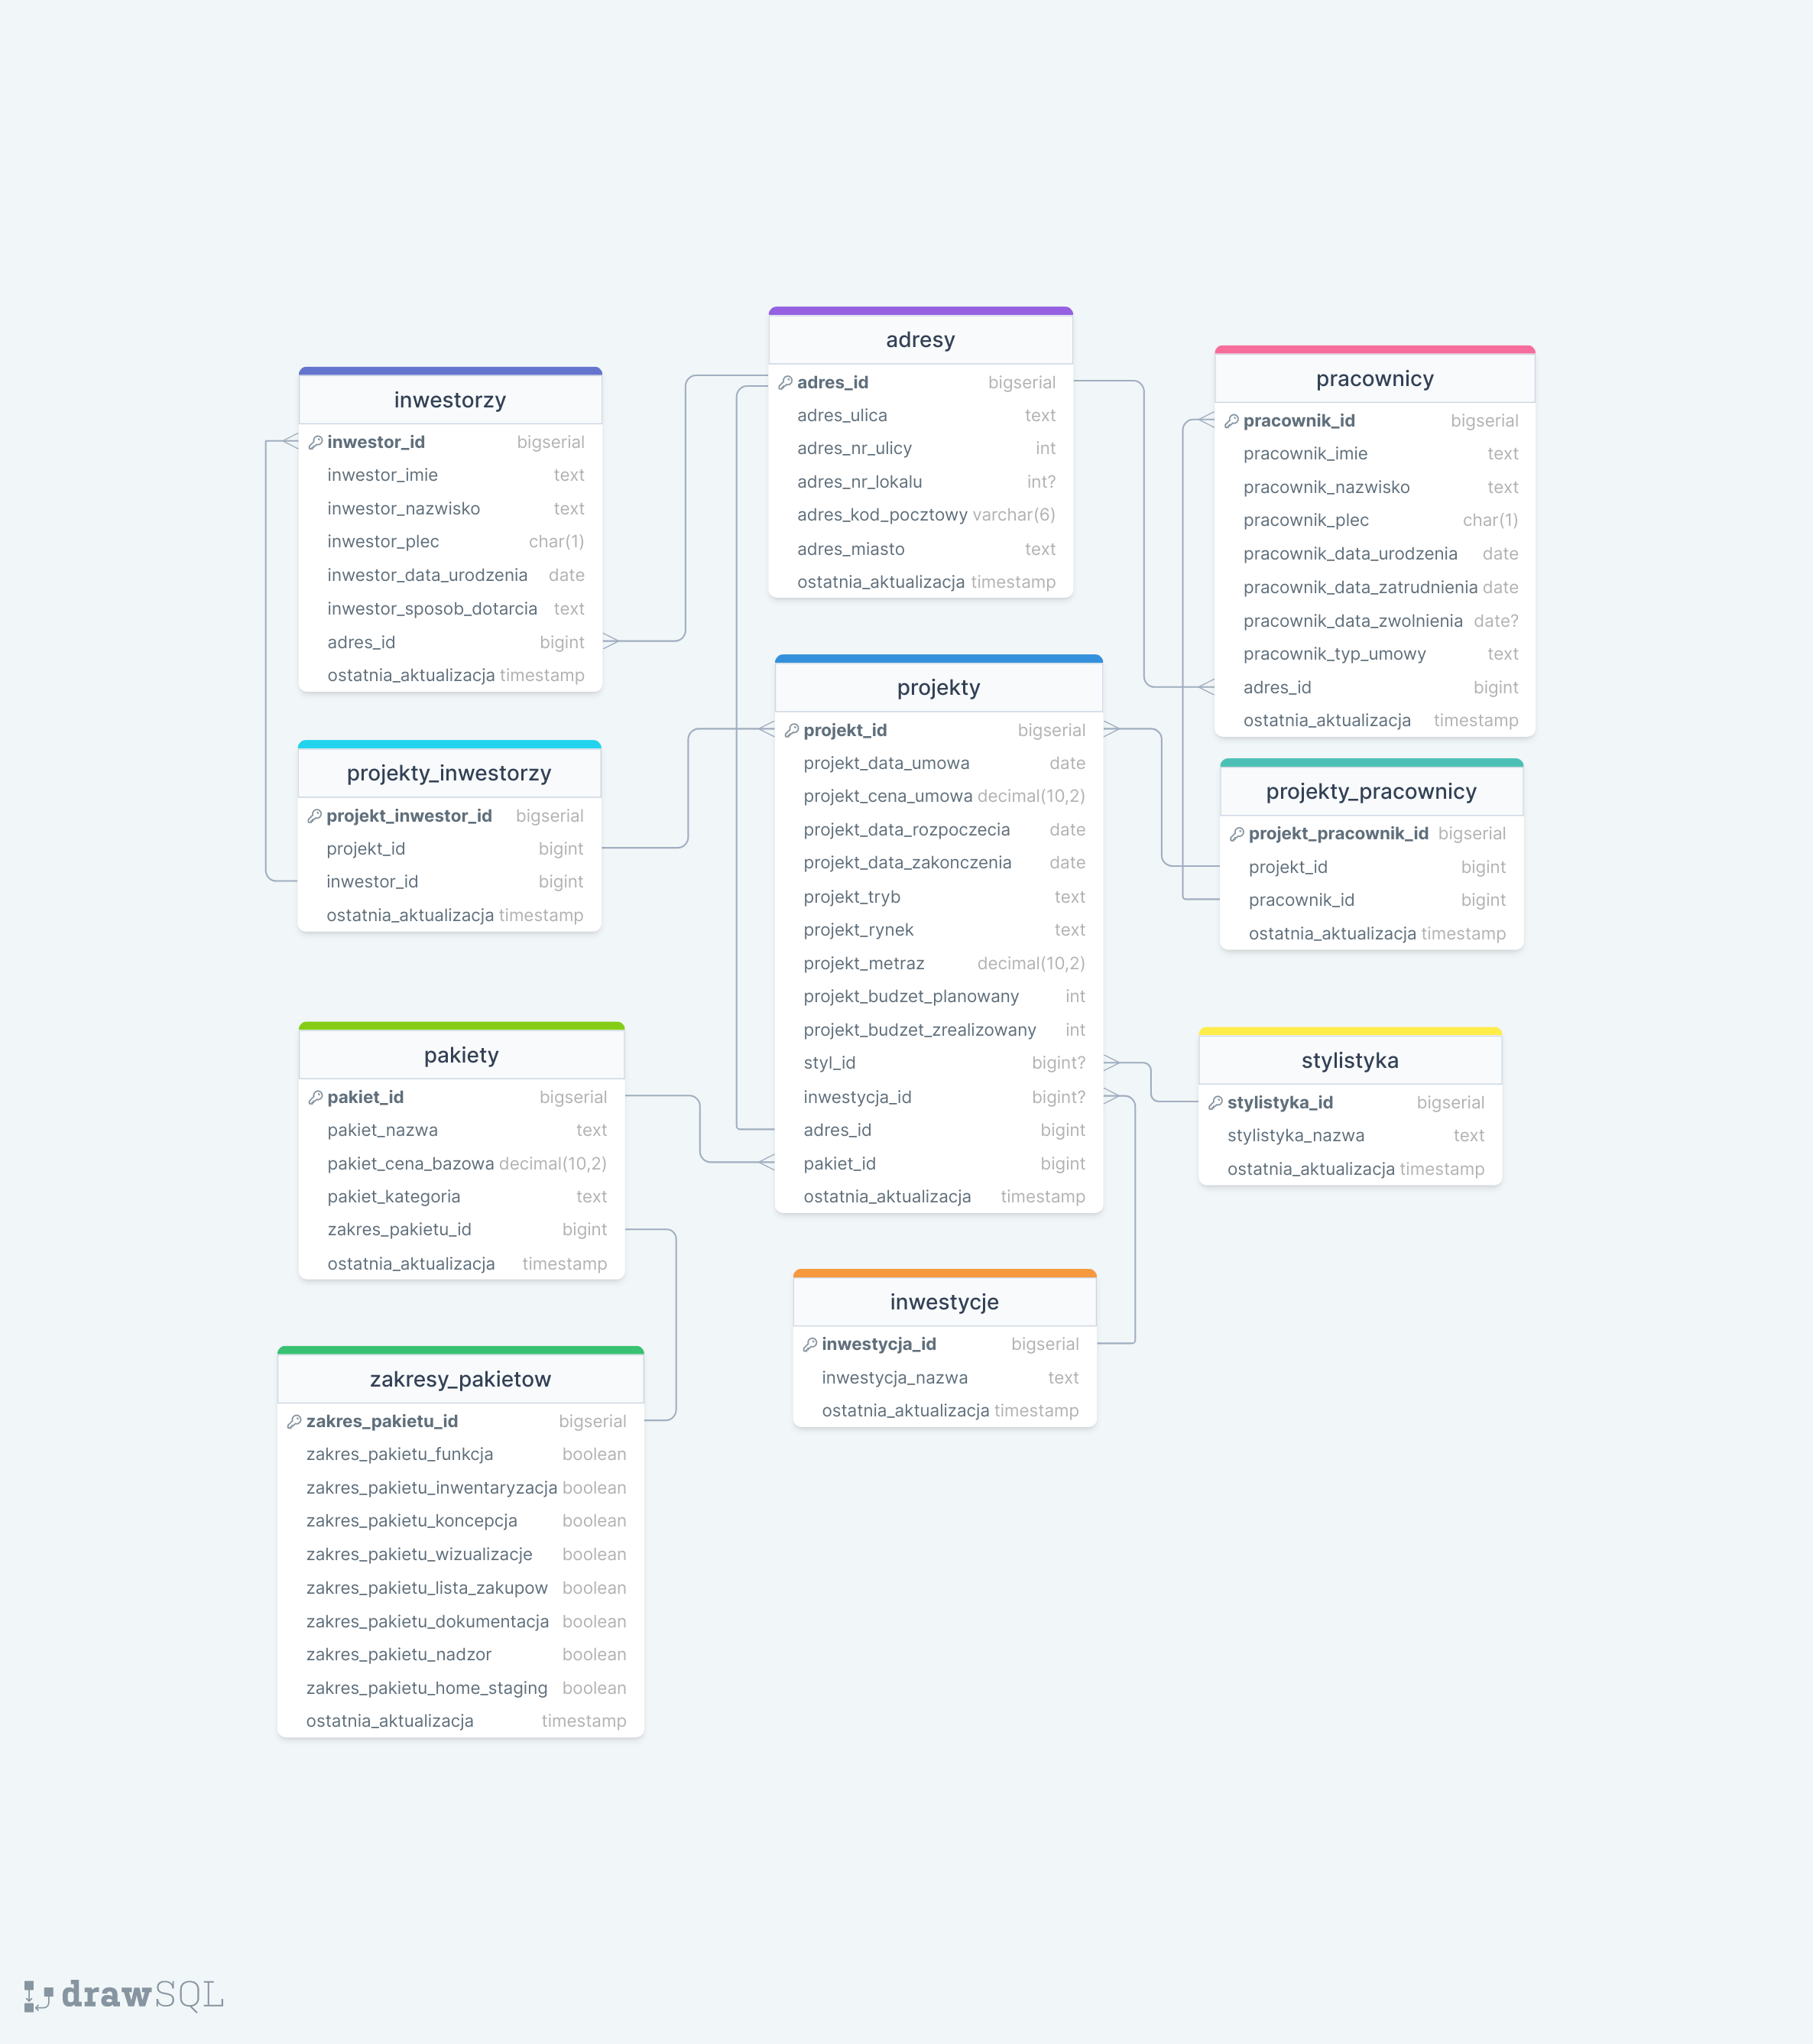 adresy
adres_id bigserial
adres_ulica text
adres_nr_ulicy int
adres_nr_lokalu int?
adres_kod_pocztowy varchar(6)
adres_miasto text
ostatnia_aktualizacja timestamp
pracownicy
pracownik_id bigserial
pracownik_imie text
pracownik_nazwisko text
pracownik_plec char(1)
pracownik_data_urodzenia date
pracownik_data_zatrudnienia date
pracownik_data_zwolnienia date?
pracownik_typ_umowy text
adres_id bigint
ostatnia_aktualizacja timestamp
inwestorzy
inwestor_id bigserial
inwestor_imie text
inwestor_nazwisko text
inwestor_plec char(1)
inwestor_data_urodzenia date
inwestor_sposob_dotarcia text
adres_id bigint
ostatnia_aktualizacja timestamp
projekty
projekt_id bigserial
projekt_data_umowa date
projekt_cena_umowa decimal(10,2)
projekt_data_rozpoczecia date
projekt_data_zakonczenia date
projekt_tryb text
projekt_rynek text
projekt_metraz decimal(10,2)
projekt_budzet_planowany int
projekt_budzet_zrealizowany int
styl_id bigint?
inwestycja_id bigint?
adres_id bigint
pakiet_id bigint
ostatnia_aktualizacja timestamp
projekty_inwestorzy
projekt_inwestor_id bigserial
projekt_id bigint
inwestor_id bigint
ostatnia_aktualizacja timestamp
projekty_pracownicy
projekt_pracownik_id bigserial
projekt_id bigint
pracownik_id bigint
ostatnia_aktualizacja timestamp
pakiety
pakiet_id bigserial
pakiet_nazwa text
pakiet_cena_bazowa decimal(10,2)
pakiet_kategoria text
zakres_pakietu_id bigint
ostatnia_aktualizacja timestamp
stylistyka
stylistyka_id bigserial
stylistyka_nazwa text
ostatnia_aktualizacja timestamp
inwestycje
inwestycja_id bigserial
inwestycja_nazwa text
ostatnia_aktualizacja timestamp
zakresy_pakietow
zakres_pakietu_id bigserial
zakres_pakietu_funkcja boolean
zakres_pakietu_inwentaryzacja boolean
zakres_pakietu_koncepcja boolean
zakres_pakietu_wizualizacje boolean
zakres_pakietu_lista_zakupow boolean
zakres_pakietu_dokumentacja boolean
zakres_pakietu_nadzor boolean
zakres_pakietu_home_staging boolean
ostatnia_aktualizacja timestamp
drawSQL